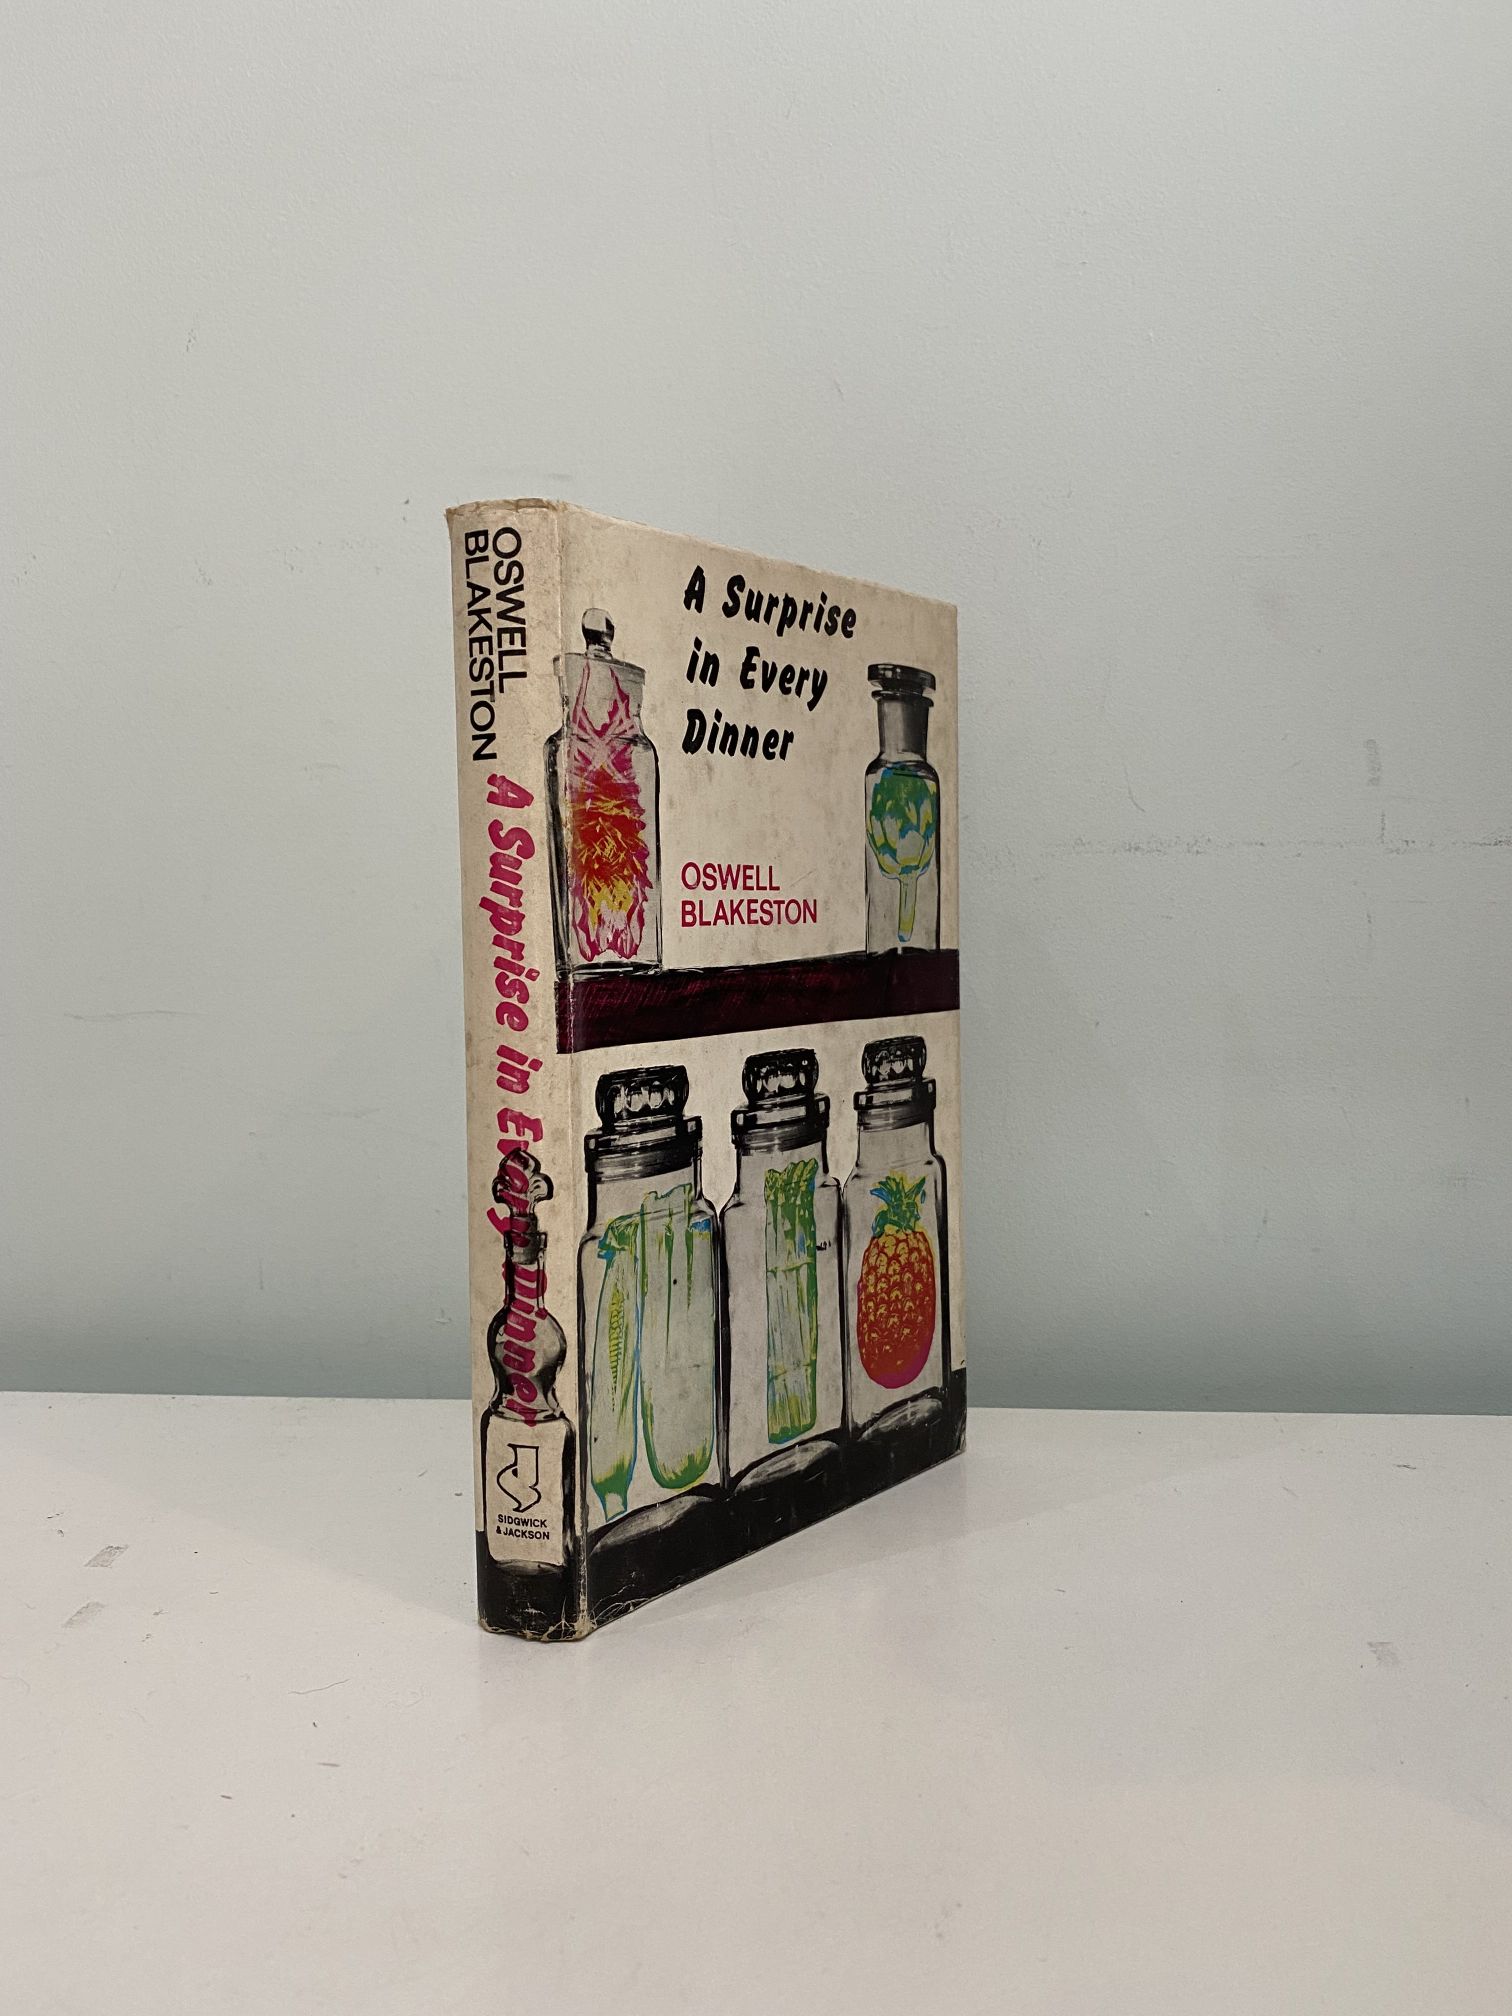 OSWELL
BLAKESTON
A Surprise in Every Dinner
SIDGWICK
& JACKSON
A Surprise
in Every
Dinner
OSWELL
BLAKESTON